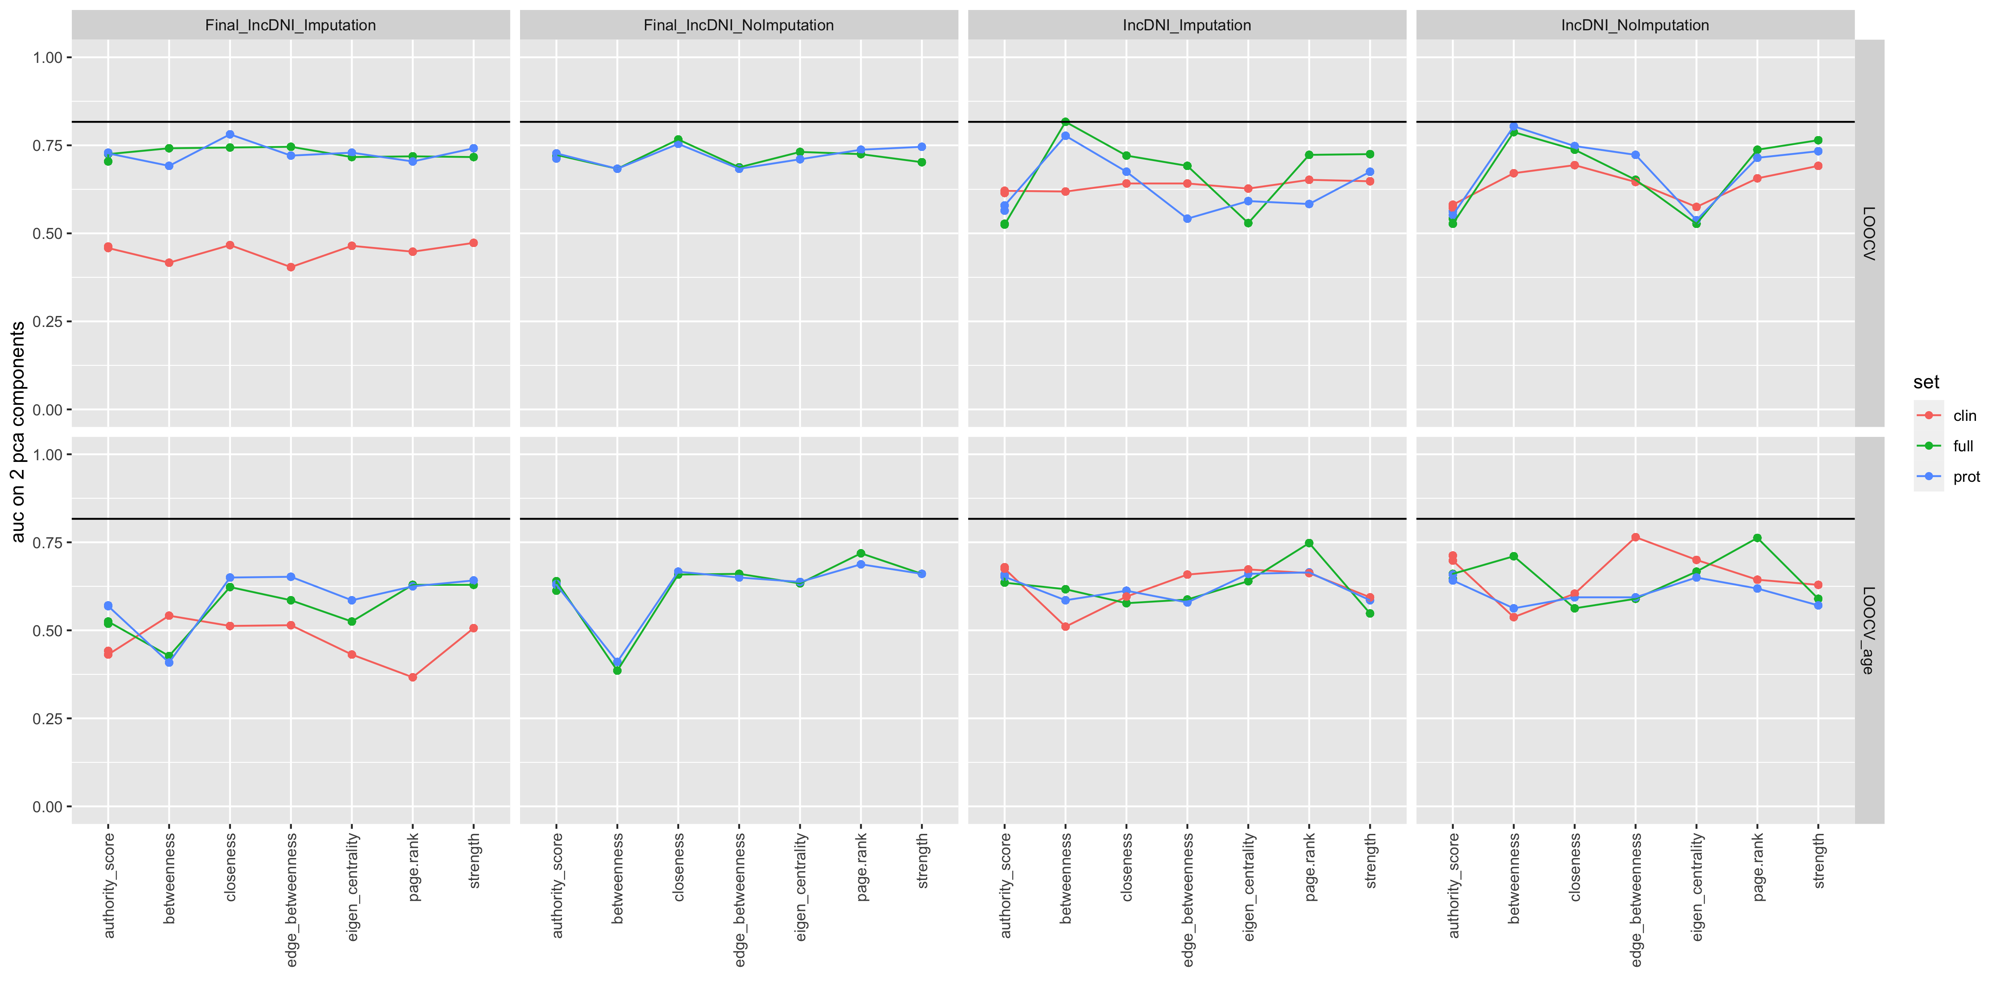 Final_IncDNI_Imputation
Final_IncDNI_NoImputation
IncDNI_Imputation
IncDNI_NoImputation
auc on 2 pca components
1.00
0.75
0.50
0.25
0.00
LOOCV
1.00
0.75
0.50
0.25
0.00
LOOCV_age
authority_score
betweenness
closeness
edge_betweenness
eigen_centrality
page.rank
strength
authority_score
betweenness
closeness
edge_betweenness
eigen_centrality
page.rank
strength
authority_score
betweenness
closeness
edge_betweenness
eigen_centrality
page.rank
strength
authority_score
betweenness
closeness
edge_betweenness
eigen_centrality
page.rank
strength
set
clin
full
prot